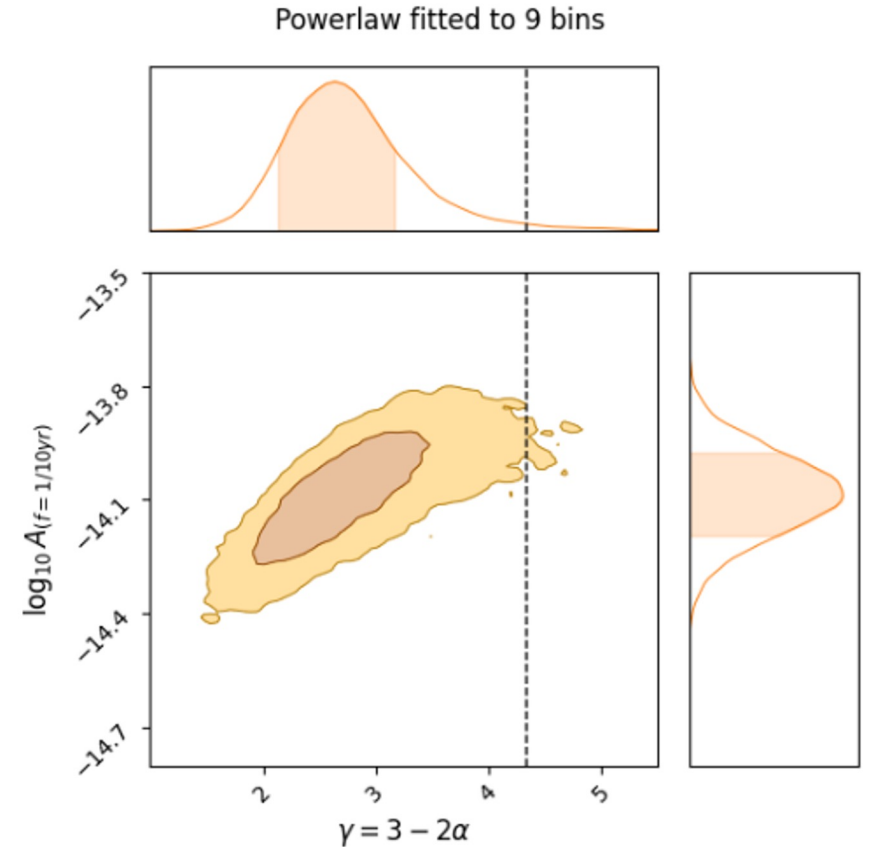 Powerlaw fitted to 9 bins
−13.5
−13.8
−14.1
−14.4
−14.7
log₁₀ A(f = 1/10yr)
2 3 4 5
γ = 3 − 2α